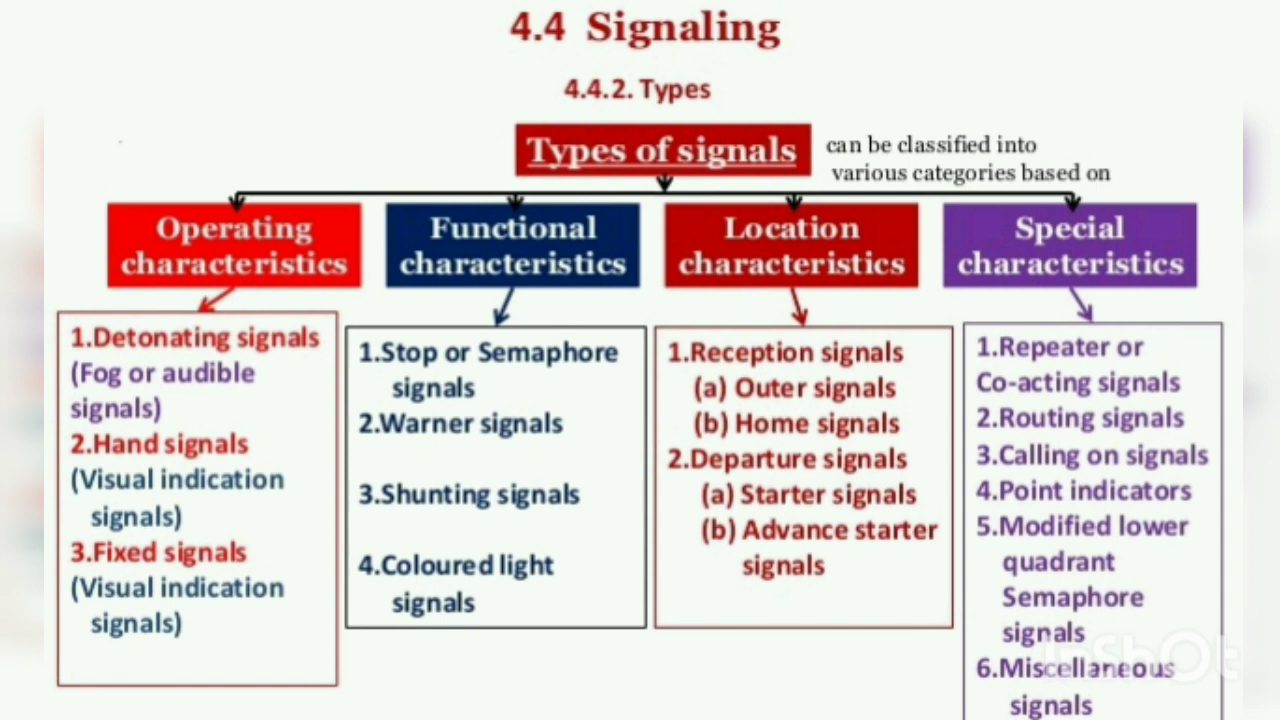 4.4 Signaling
4.4.2. Types
Types of signals
can be classified into
various categories based on
Operating
characteristics
1.Detonating signals
(Fog or audible
signals)
2.Hand signals
(Visual indication
signals)
3.Fixed signals
(Visual indication
signals)
Functional
characteristics
1.Stop or Semaphore
signals
2.Warner signals
3.Shunting signals
4.Coloured light
signals
Location
characteristics
1.Reception signals
(a) Outer signals
(b) Home signals
2.Departure signals
(a) Starter signals
(b) Advance starter
signals
Special
characteristics
1.Repeater or
Co-acting signals
2.Routing signals
3.Calling on signals
4.Point indicators
5.Modified lower
quadrant
Semaphore
signals
6.Miscellaneous
signals
InShOt